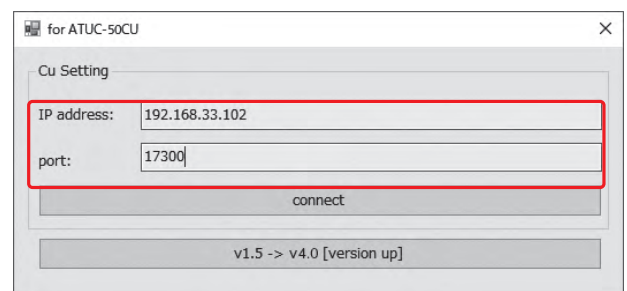 for ATUC-50CU
Cu Setting
IP address: 192.168.33.102
port: 17300
connect
v1.5 -> v4.0 [version up]